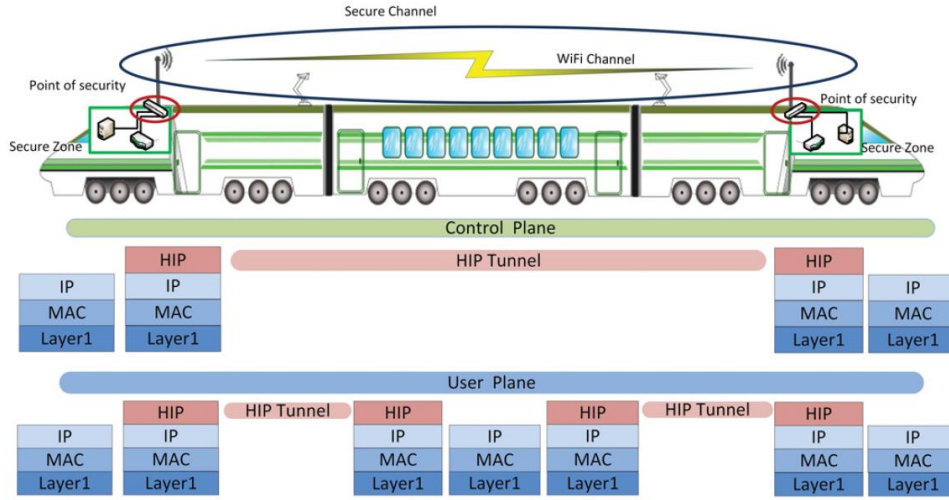 Secure Channel
WiFi Channel
Point of security
Point of security
Secure Zone
Secure Zone
Control Plane
HIP
HIP Tunnel
HIP
IP
IP
IP
IP
MAC
MAC
MAC
MAC
Layer1
Layer1
Layer1
Layer1
User Plane
HIP
HIP Tunnel
HIP
HIP
HIP Tunnel
HIP
IP
IP
IP
IP
IP
IP
IP
MAC
MAC
MAC
MAC
MAC
MAC
MAC
Layer1
Layer1
Layer1
Layer1
Layer1
Layer1
Layer1